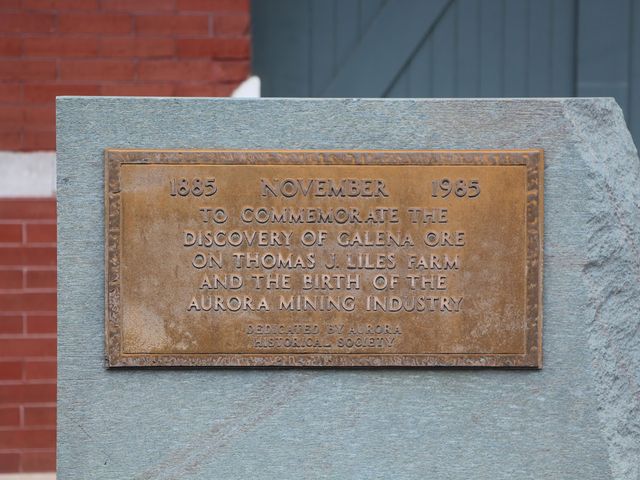 1885 NOVEMBER 1985
TO COMMEMORATE THE
DISCOVERY OF GALENA ORE
ON THOMAS J. LILES FARM
AND THE BIRTH OF THE
AURORA MINING INDUSTRY
DEDICATED BY AURORA
HISTORICAL SOCIETY